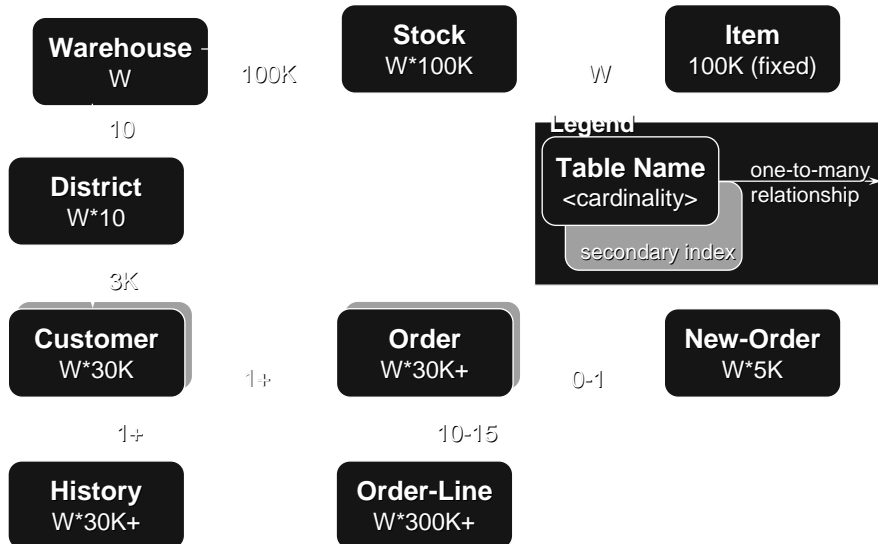 Warehouse
W
100K
Stock
W*100K
W
Item
100K (fixed)
10
Legend
Table Name
<cardinality>
one-to-many
relationship
secondary index
District
W*10
3K
Customer
W*30K
1+
Order
W*30K+
0-1
New-Order
W*5K
1+
10-15
History
W*30K+
Order-Line
W*300K+